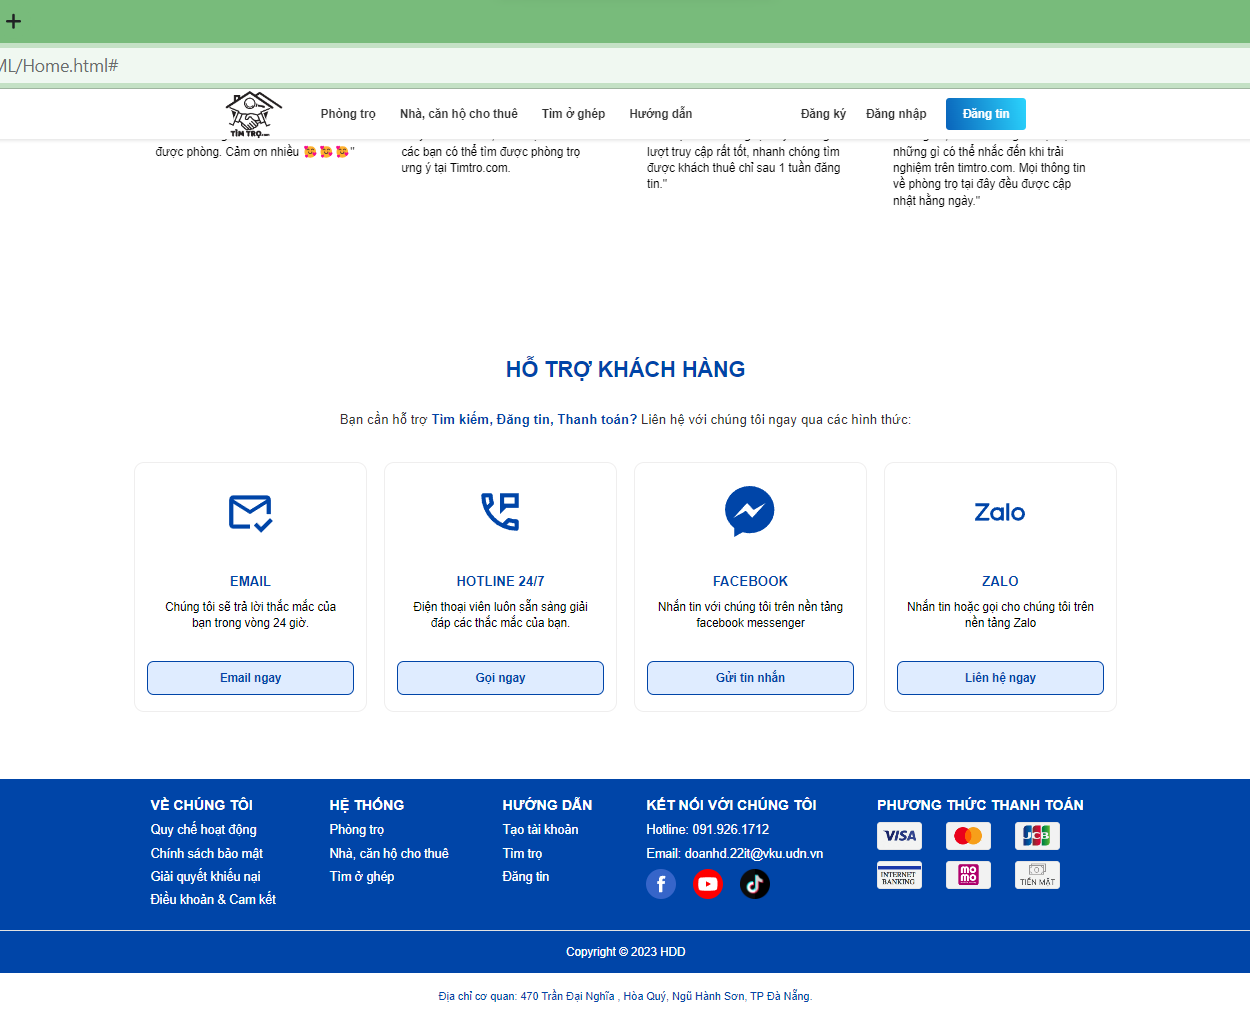 ML/Home.html#
TÌM TRỌ.net
Phòng trọ
Nhà, căn hộ cho thuê
Tìm ở ghép
Hướng dẫn
Đăng ký
Đăng nhập
Đăng tin
được phòng. Cảm ơn nhiều 🥰🥰🥰"
các bạn có thể tìm được phòng trọ
ưng ý tại Timtro.com.
lượt truy cập rất tốt, nhanh chóng tìm
được khách thuê chỉ sau 1 tuần đăng
tin."
những gì có thể nhắc đến khi trải
nghiệm trên timtro.com. Mọi thông tin
về phòng trọ tại đây đều được cập
nhật hằng ngày."
HỖ TRỢ KHÁCH HÀNG
Bạn cần hỗ trợ Tìm kiếm, Đăng tin, Thanh toán? Liên hệ với chúng tôi ngay qua các hình thức:
EMAIL
Chúng tôi sẽ trả lời thắc mắc của
bạn trong vòng 24 giờ.
Email ngay
HOTLINE 24/7
Điện thoại viên luôn sẵn sàng giải
đáp các thắc mắc của bạn.
Gọi ngay
FACEBOOK
Nhắn tin với chúng tôi trên nền tảng
facebook messenger
Gửi tin nhắn
Zalo
ZALO
Nhắn tin hoặc gọi cho chúng tôi trên
nền tảng Zalo
Liên hệ ngay
VỀ CHÚNG TÔI
Quy chế hoạt động
Chính sách bảo mật
Giải quyết khiếu nại
Điều khoản & Cam kết
HỆ THỐNG
Phòng trọ
Nhà, căn hộ cho thuê
Tìm ở ghép
HƯỚNG DẪN
Tạo tài khoản
Tìm trọ
Đăng tin
KẾT NỐI VỚI CHÚNG TÔI
Hotline: 091.926.1712
Email: doanhd.22it@vku.udn.vn
PHƯƠNG THỨC THANH TOÁN
VISA
JCB
INTERNET
BANKING
mo
mo
TIỀN MẶT
Copyright © 2023 HDD
Địa chỉ cơ quan: 470 Trần Đại Nghĩa , Hòa Quý, Ngũ Hành Sơn, TP Đà Nẵng.